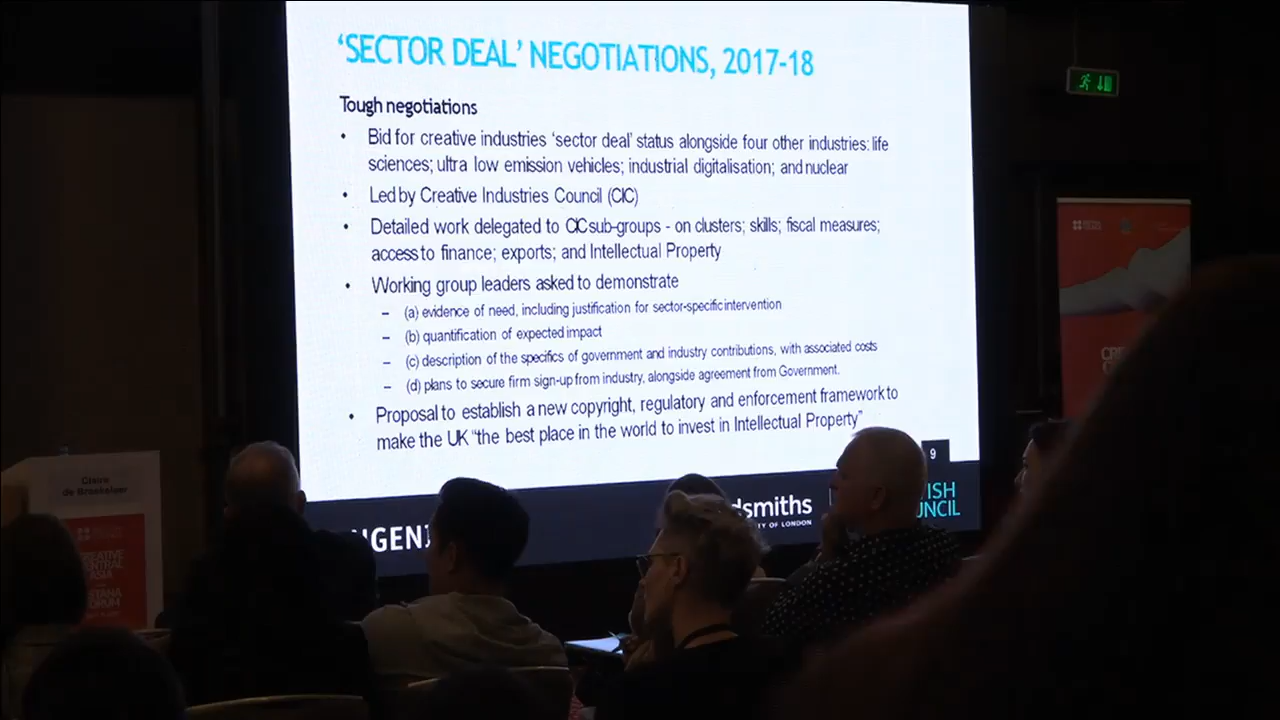 'SECTOR DEAL' NEGOTIATIONS, 2017-18
Tough negotiations
• Bid for creative industries 'sector deal' status alongside four other industries: life
sciences; ultra low emission vehicles; industrial digitalisation; and nuclear
• Led by Creative Industries Council (CIC)
• Detailed work delegated to CIC sub-groups - on clusters; skills; fiscal measures;
access to finance; exports; and Intellectual Property
• Working group leaders asked to demonstrate
– (a) evidence of need, including justification for sector-specific intervention
– (b) quantification of expected impact
– (c) description of the specifics of government and industry contributions, with associated costs
– (d) plans to secure firm sign-up from industry, alongside agreement from Government.
• Proposal to establish a new copyright, regulatory and enforcement framework to
make the UK "the best place in the world to invest in Intellectual Property"
9
dsmiths
OF LONDON
ISH
UNCIL
Claire
CREATIVE
CENTRAL
ASIA